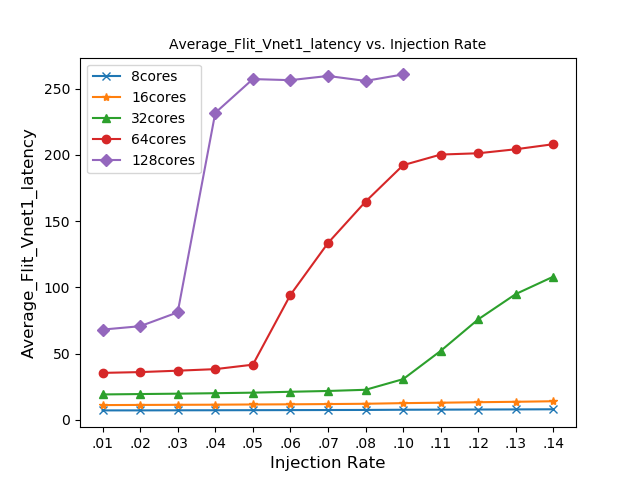 Average_Flit_Vnet1_latency vs. Injection Rate
8cores
16cores
32cores
64cores
128cores
Average_Flit_Vnet1_latency
250
200
150
100
50
0
.01 .02 .03 .04 .05 .06 .07 .08 .10 .11 .12 .13 .14
Injection Rate